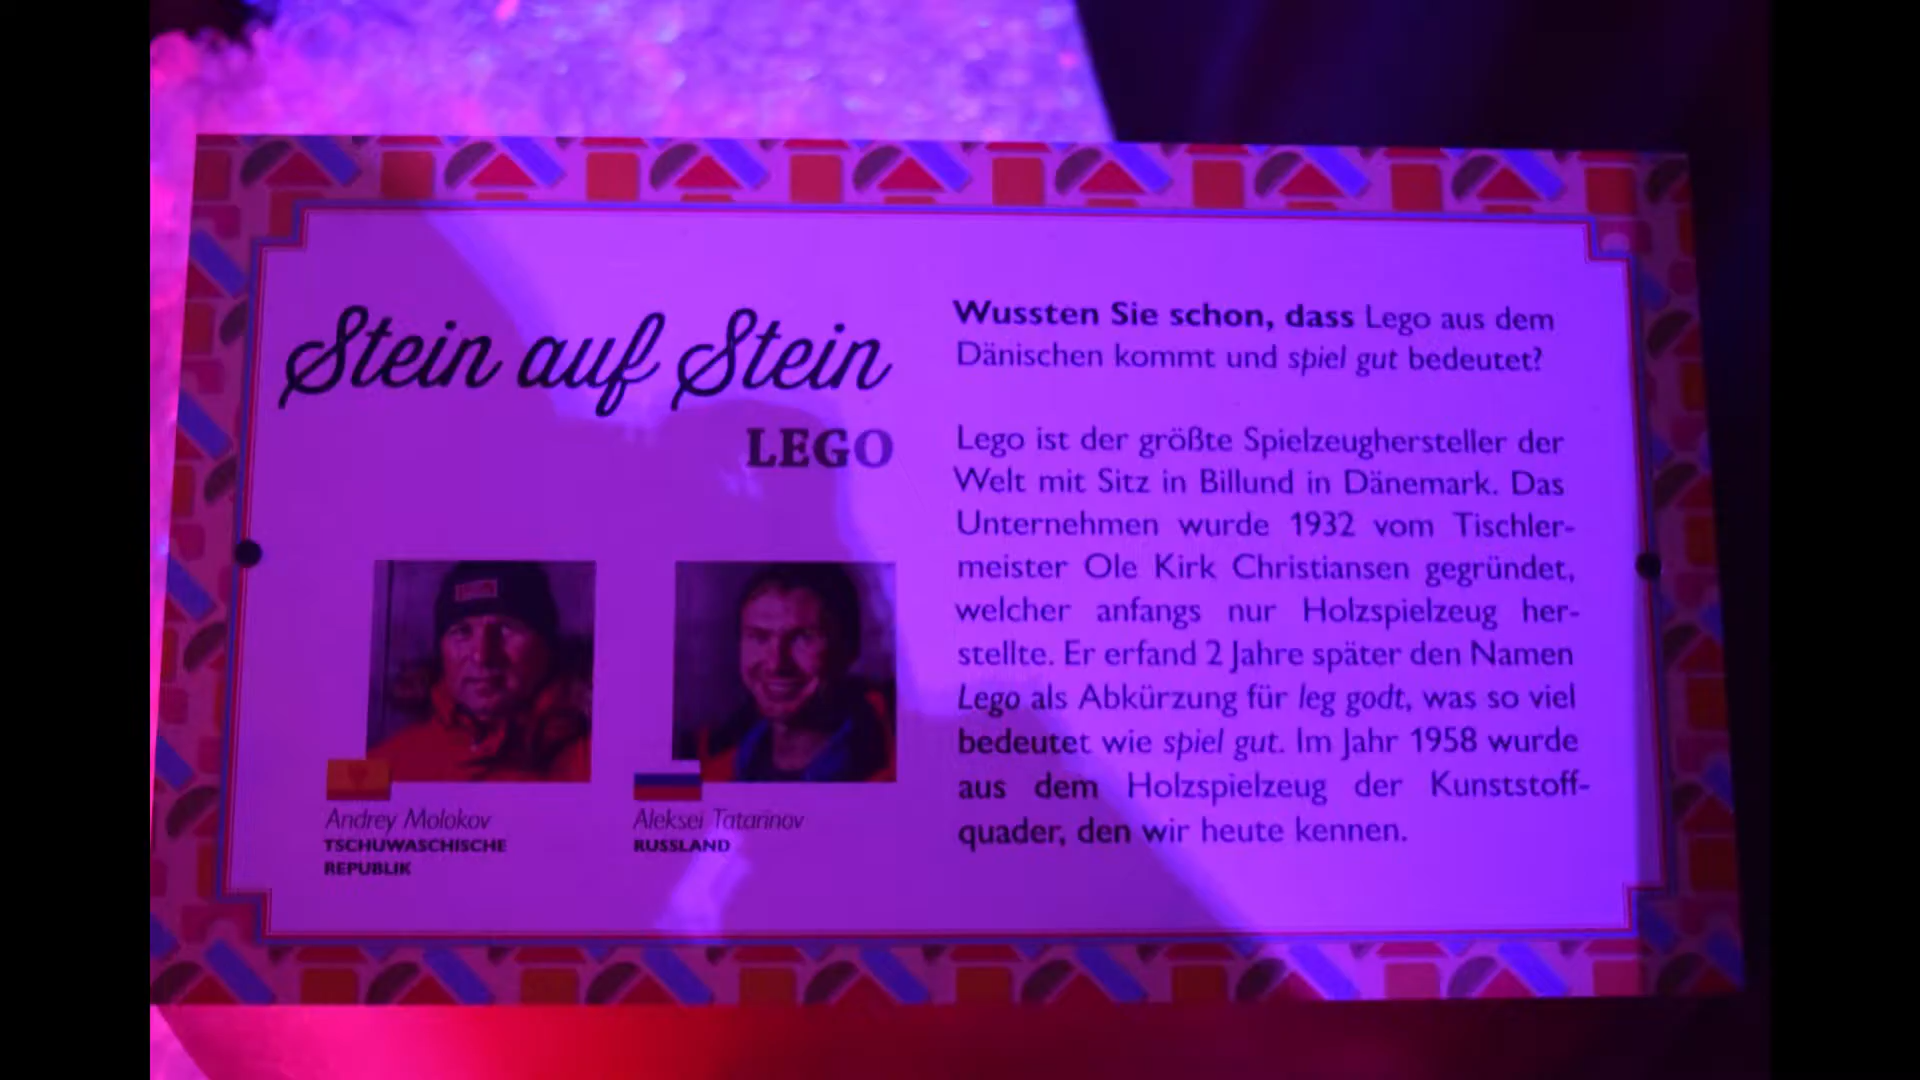 Stein auf Stein
LEGO
Andrey Molokov
TSCHUWASCHISCHE
REPUBLIK
Aleksei Tatarinov
RUSSLAND
Wussten Sie schon, dass Lego aus dem
Dänischen kommt und spiel gut bedeutet?
Lego ist der größte Spielzeughersteller der
Welt mit Sitz in Billund in Dänemark. Das
Unternehmen wurde 1932 vom Tischler-
meister Ole Kirk Christiansen gegründet,
welcher anfangs nur Holzspielzeug her-
stellte. Er erfand 2 Jahre später den Namen
Lego als Abkürzung für leg godt, was so viel
bedeutet wie spiel gut. Im Jahr 1958 wurde
aus dem Holzspielzeug der Kunststoff-
quader, den wir heute kennen.